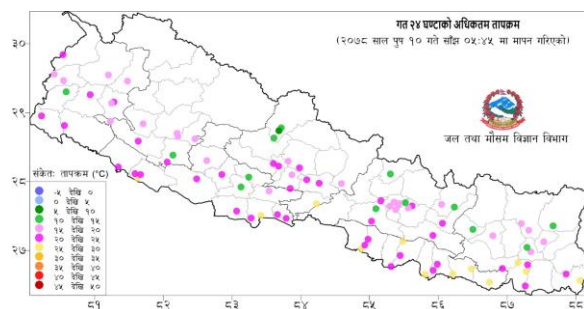 गत २४ घण्टाको अधिकतम तापक्रम
(२०७८ साल पुष १० गते साँझ ०५:४५ मा मापन गरिएको)
जल तथा मौसम विज्ञान विभाग
३०
२९
२८
२७
संकेत: तापक्रम (°C)
-५ देखि ०
० देखि ५
५ देखि १०
१० देखि १५
१५ देखि २०
२० देखि २५
२५ देखि ३०
३० देखि ३५
३५ देखि ४०
४० देखि ४५
४५ देखि ५०
८१ ८२ ८३ ८४ ८५ ८६ ८७ ८८